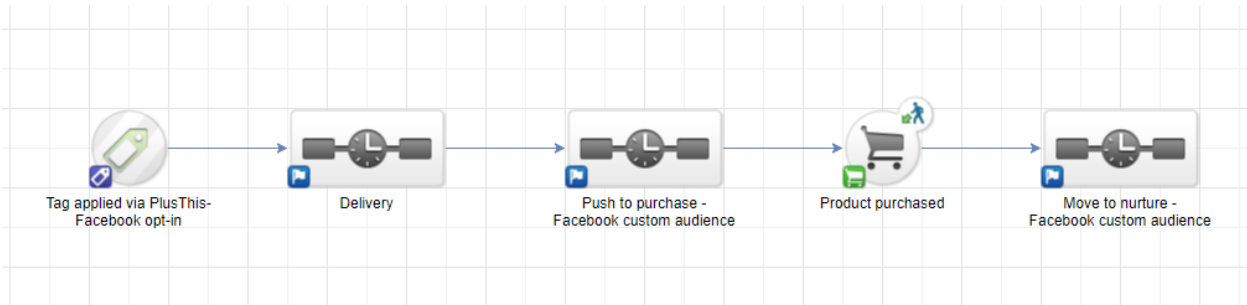 Tag applied via PlusThis-
Facebook opt-in
Delivery
Push to purchase -
Facebook custom audience
Product purchased
Move to nurture -
Facebook custom audience